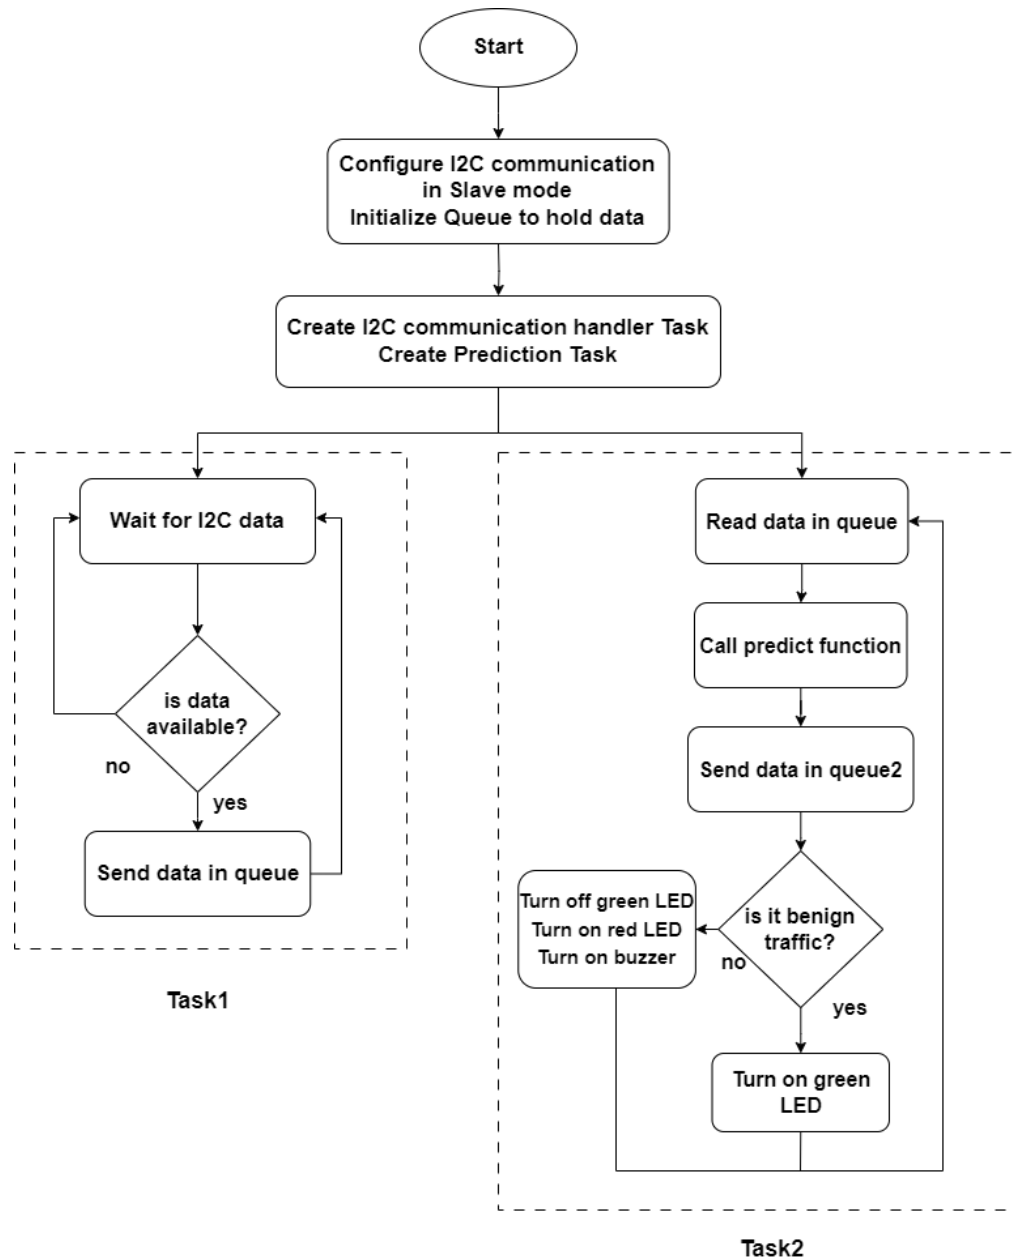 Start
Configure I2C communication
in Slave mode
Initialize Queue to hold data
Create I2C communication handler Task
Create Prediction Task
Wait for I2C data
is data
available?
no
yes
Send data in queue
Task1
Read data in queue
Call predict function
Send data in queue2
is it benign
traffic?
no
yes
Turn off green LED
Turn on red LED
Turn on buzzer
Turn on green
LED
Task2